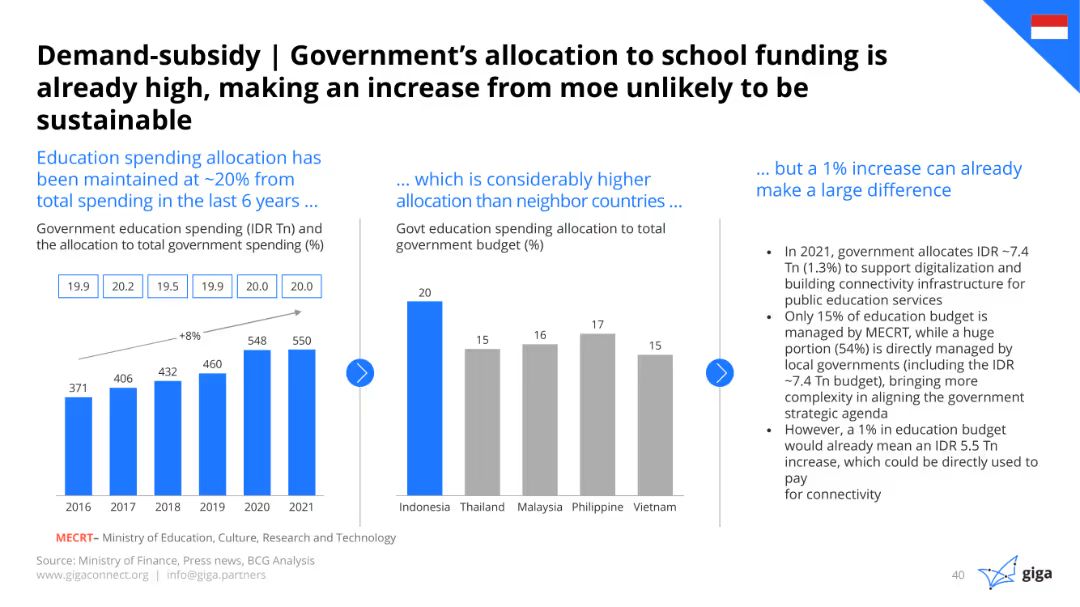 Demand-subsidy | Government's allocation to school funding is
already high, making an increase from moe unlikely to be
sustainable
Education spending allocation has
been maintained at ~20% from
total spending in the last 6 years ...
Government education spending (IDR Tn) and
the allocation to total government spending (%)
19.9 20.2 19.5 19.9 20.0 20.0
+8%
371 406 432 460 548 550
2016 2017 2018 2019 2020 2021
... which is considerably higher
allocation than neighbor countries ...
Govt education spending allocation to total
government budget (%)
20 15 16 17 15
Indonesia Thailand Malaysia Philippine Vietnam
... but a 1% increase can already
make a large difference
• In 2021, government allocates IDR ~7.4
Tn (1.3%) to support digitalization and
building connectivity infrastructure for
public education services
• Only 15% of education budget is
managed by MECRT, while a huge
portion (54%) is directly managed by
local governments (including the IDR
~7.4 Tn budget), bringing more
complexity in aligning the government
strategic agenda
• However, a 1% in education budget
would already mean an IDR 5.5 Tn
increase, which could be directly used to
pay
for connectivity
MECRT– Ministry of Education, Culture, Research and Technology
Source: Ministry of Finance, Press news, BCG Analysis
www.gigaconnect.org | info@giga.partners
40
giga